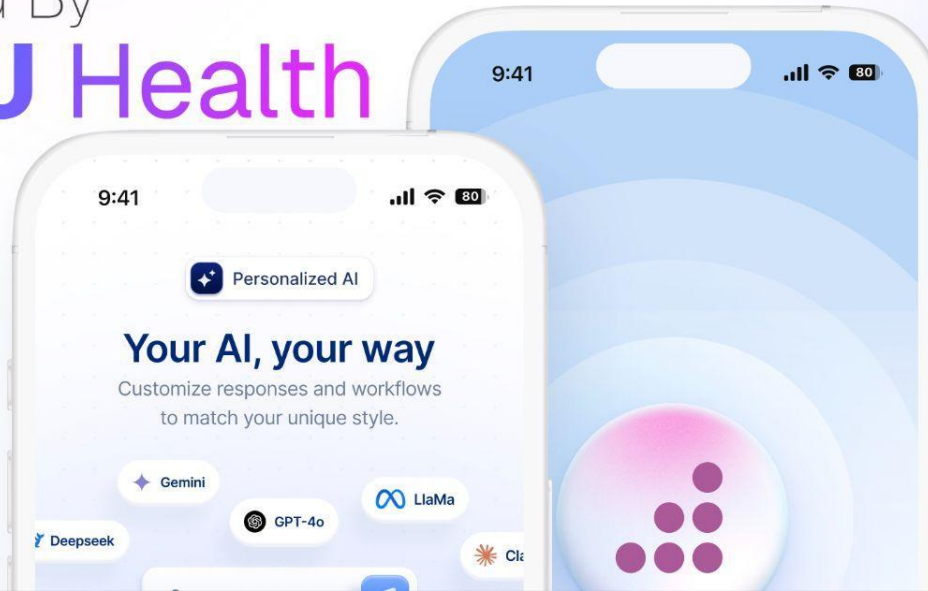 By
Health
9:41
80
9:41
80
Personalized AI
Your AI, your way
Customize responses and workflows
to match your unique style.
Gemini
LlaMa
GPT-4o
Deepseek